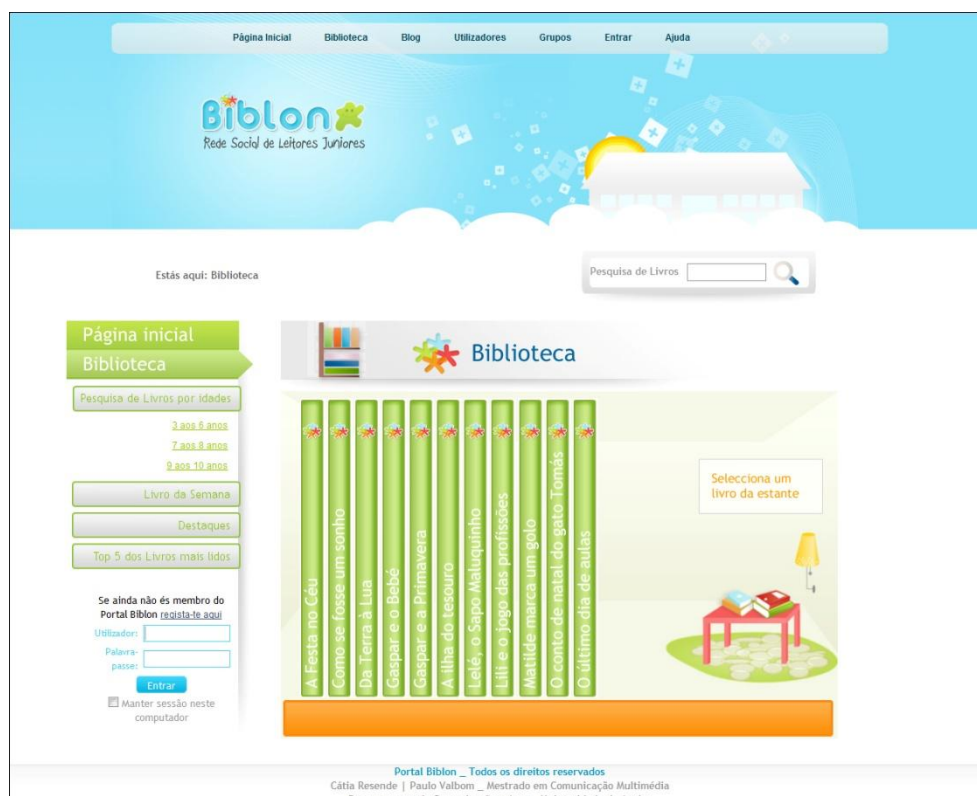 Página Inicial Biblioteca Blog Utilizadores Grupos Entrar Ajuda
Biblon
Rede Social de Leitores Juniores
Estás aqui: Biblioteca
Pesquisa de Livros
Página inicial
Biblioteca
Pesquisa de Livros por idades
3 aos 6 anos
7 aos 8 anos
9 aos 10 anos
Livro da Semana
Destaques
Top 5 dos Livros mais lidos
Se ainda não és membro do
Portal Biblon regista-te aqui
Utilizador:
Palavra-
passe:
Entrar
Manter sessão neste
computador
Biblioteca
A Festa no Céu
Como se fosse um sonho
Da Terra à Lua
Gaspar e o Bebé
Gaspar e a Primavera
A ilha do tesouro
Lelé, o Sapo Maluquinho
Lili e o jogo das profissões
Matilde marca um golo
O conto de natal do gato Tomás
O último dia de aulas
Selecciona um
livro da estante
Portal Biblon _ Todos os direitos reservados
Cátia Resende | Paulo Valbom _ Mestrado em Comunicação Multimédia